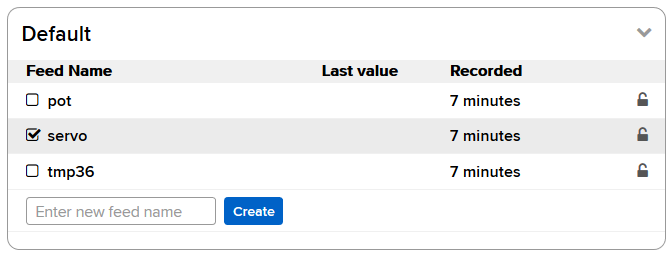 Default
Feed Name Last value Recorded
pot 7 minutes
servo 7 minutes
tmp36 7 minutes
Enter new feed name Create